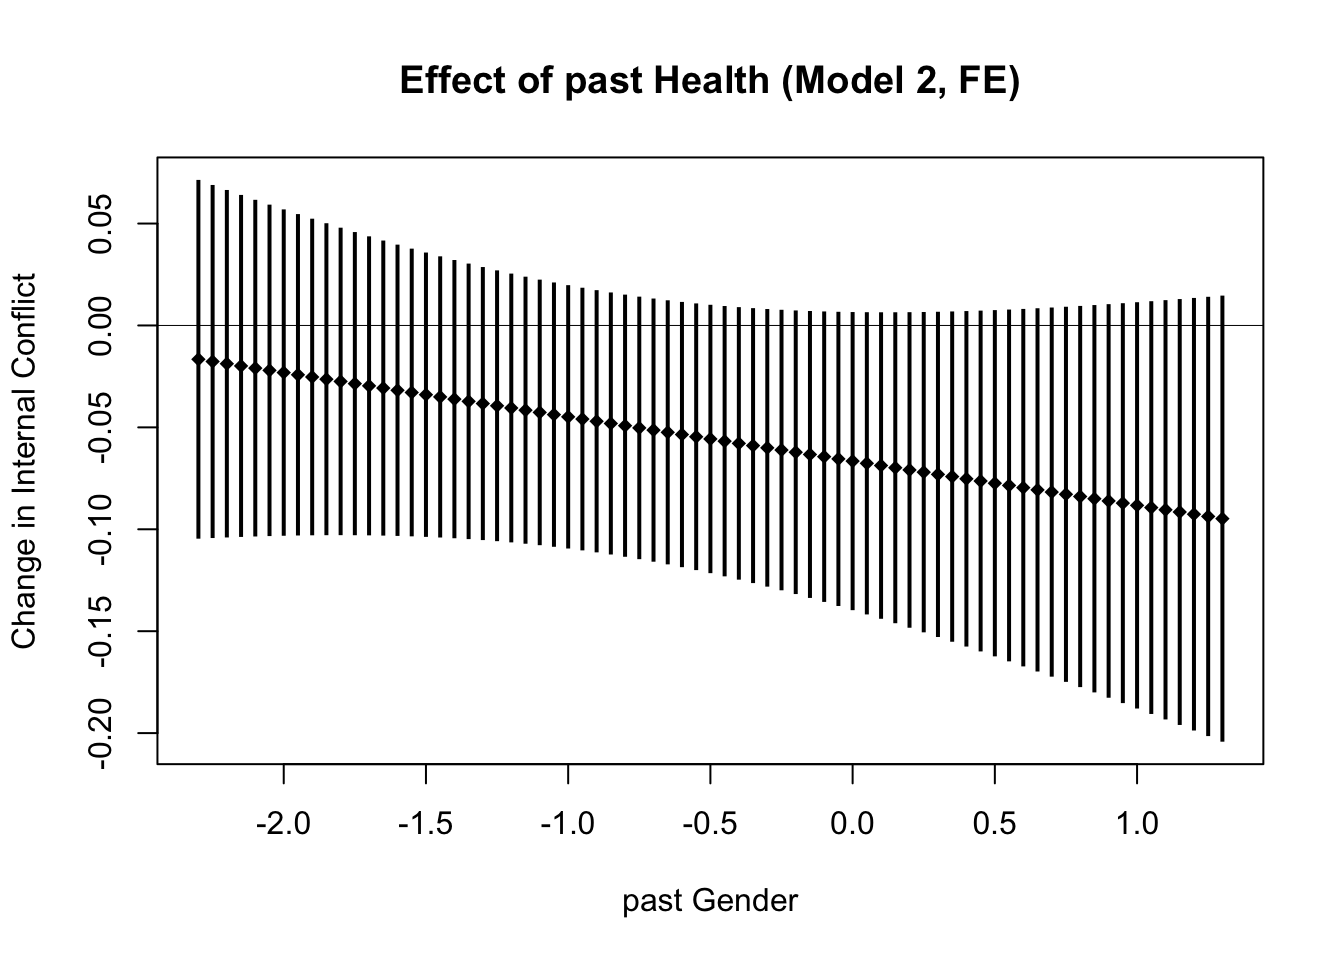 Effect of past Health (Model 2, FE)
Change in Internal Conflict
0.05
0.00
-0.05
-0.10
-0.15
-0.20
-2.0 -1.5 -1.0 -0.5 0.0 0.5 1.0
past Gender